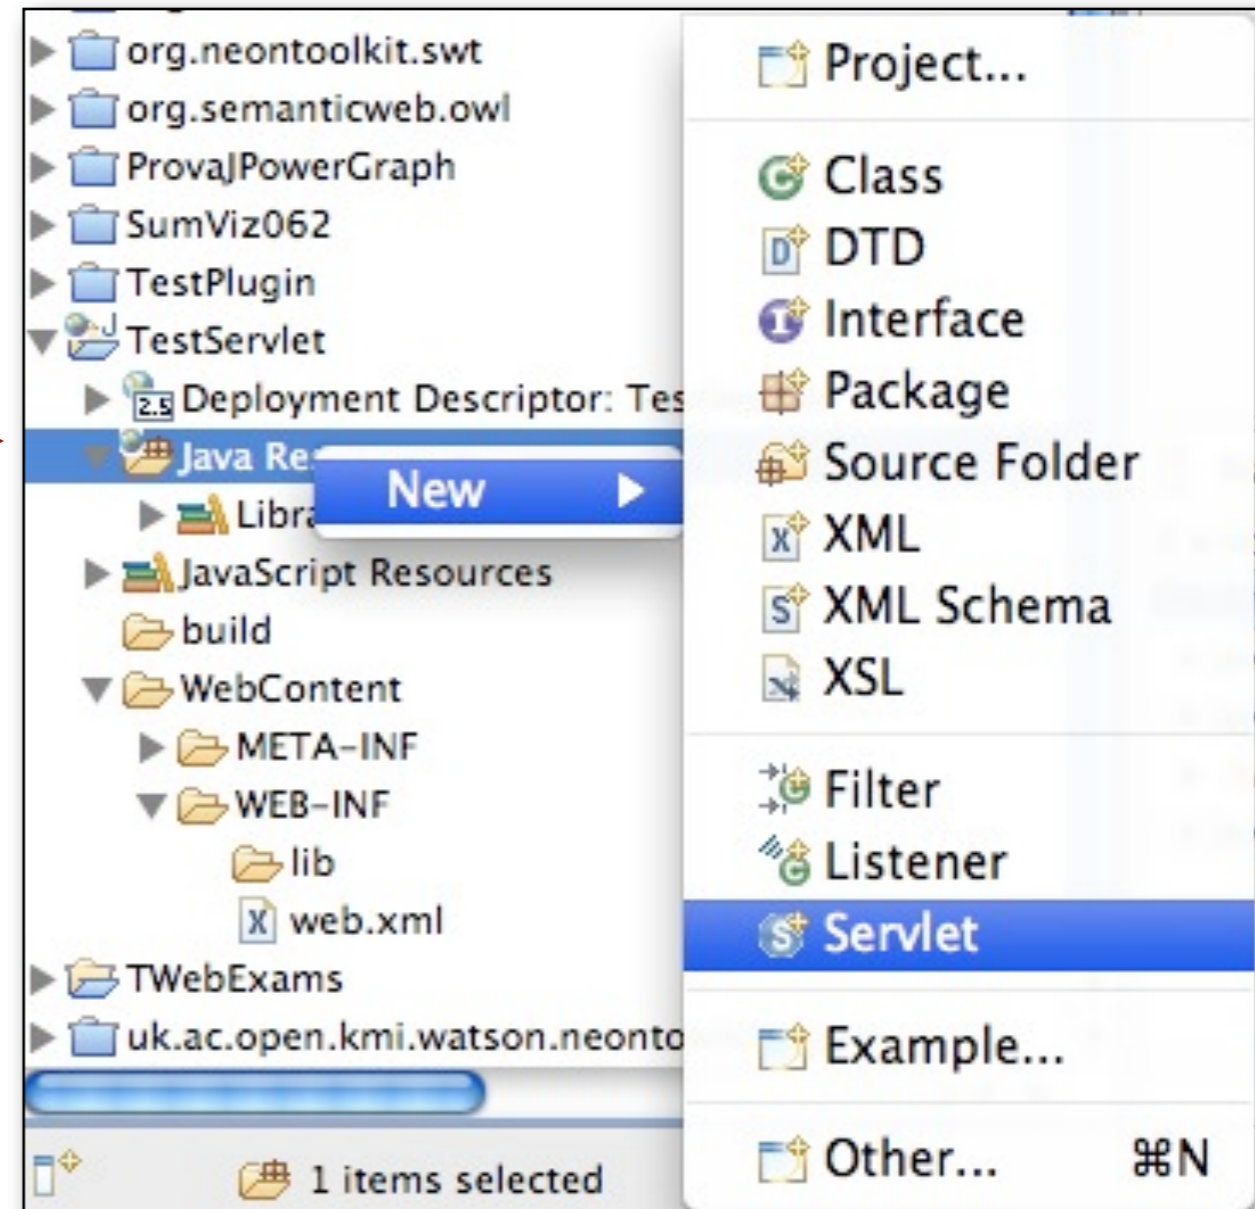 org.neontoolkit.swt
org.semanticweb.owl
ProvaJPowerGraph
SumViz062
TestPlugin
TestServlet
2.5 Deployment Descriptor: Tes
Java Re
Libra
JavaScript Resources
build
WebContent
META-INF
WEB-INF
lib
web.xml
TWebExams
uk.ac.open.kmi.watson.neonto
1 items selected
New
Project...
Class
DTD
Interface
Package
Source Folder
XML
XML Schema
XSL
Filter
Listener
Servlet
Example...
Other... ⌘N